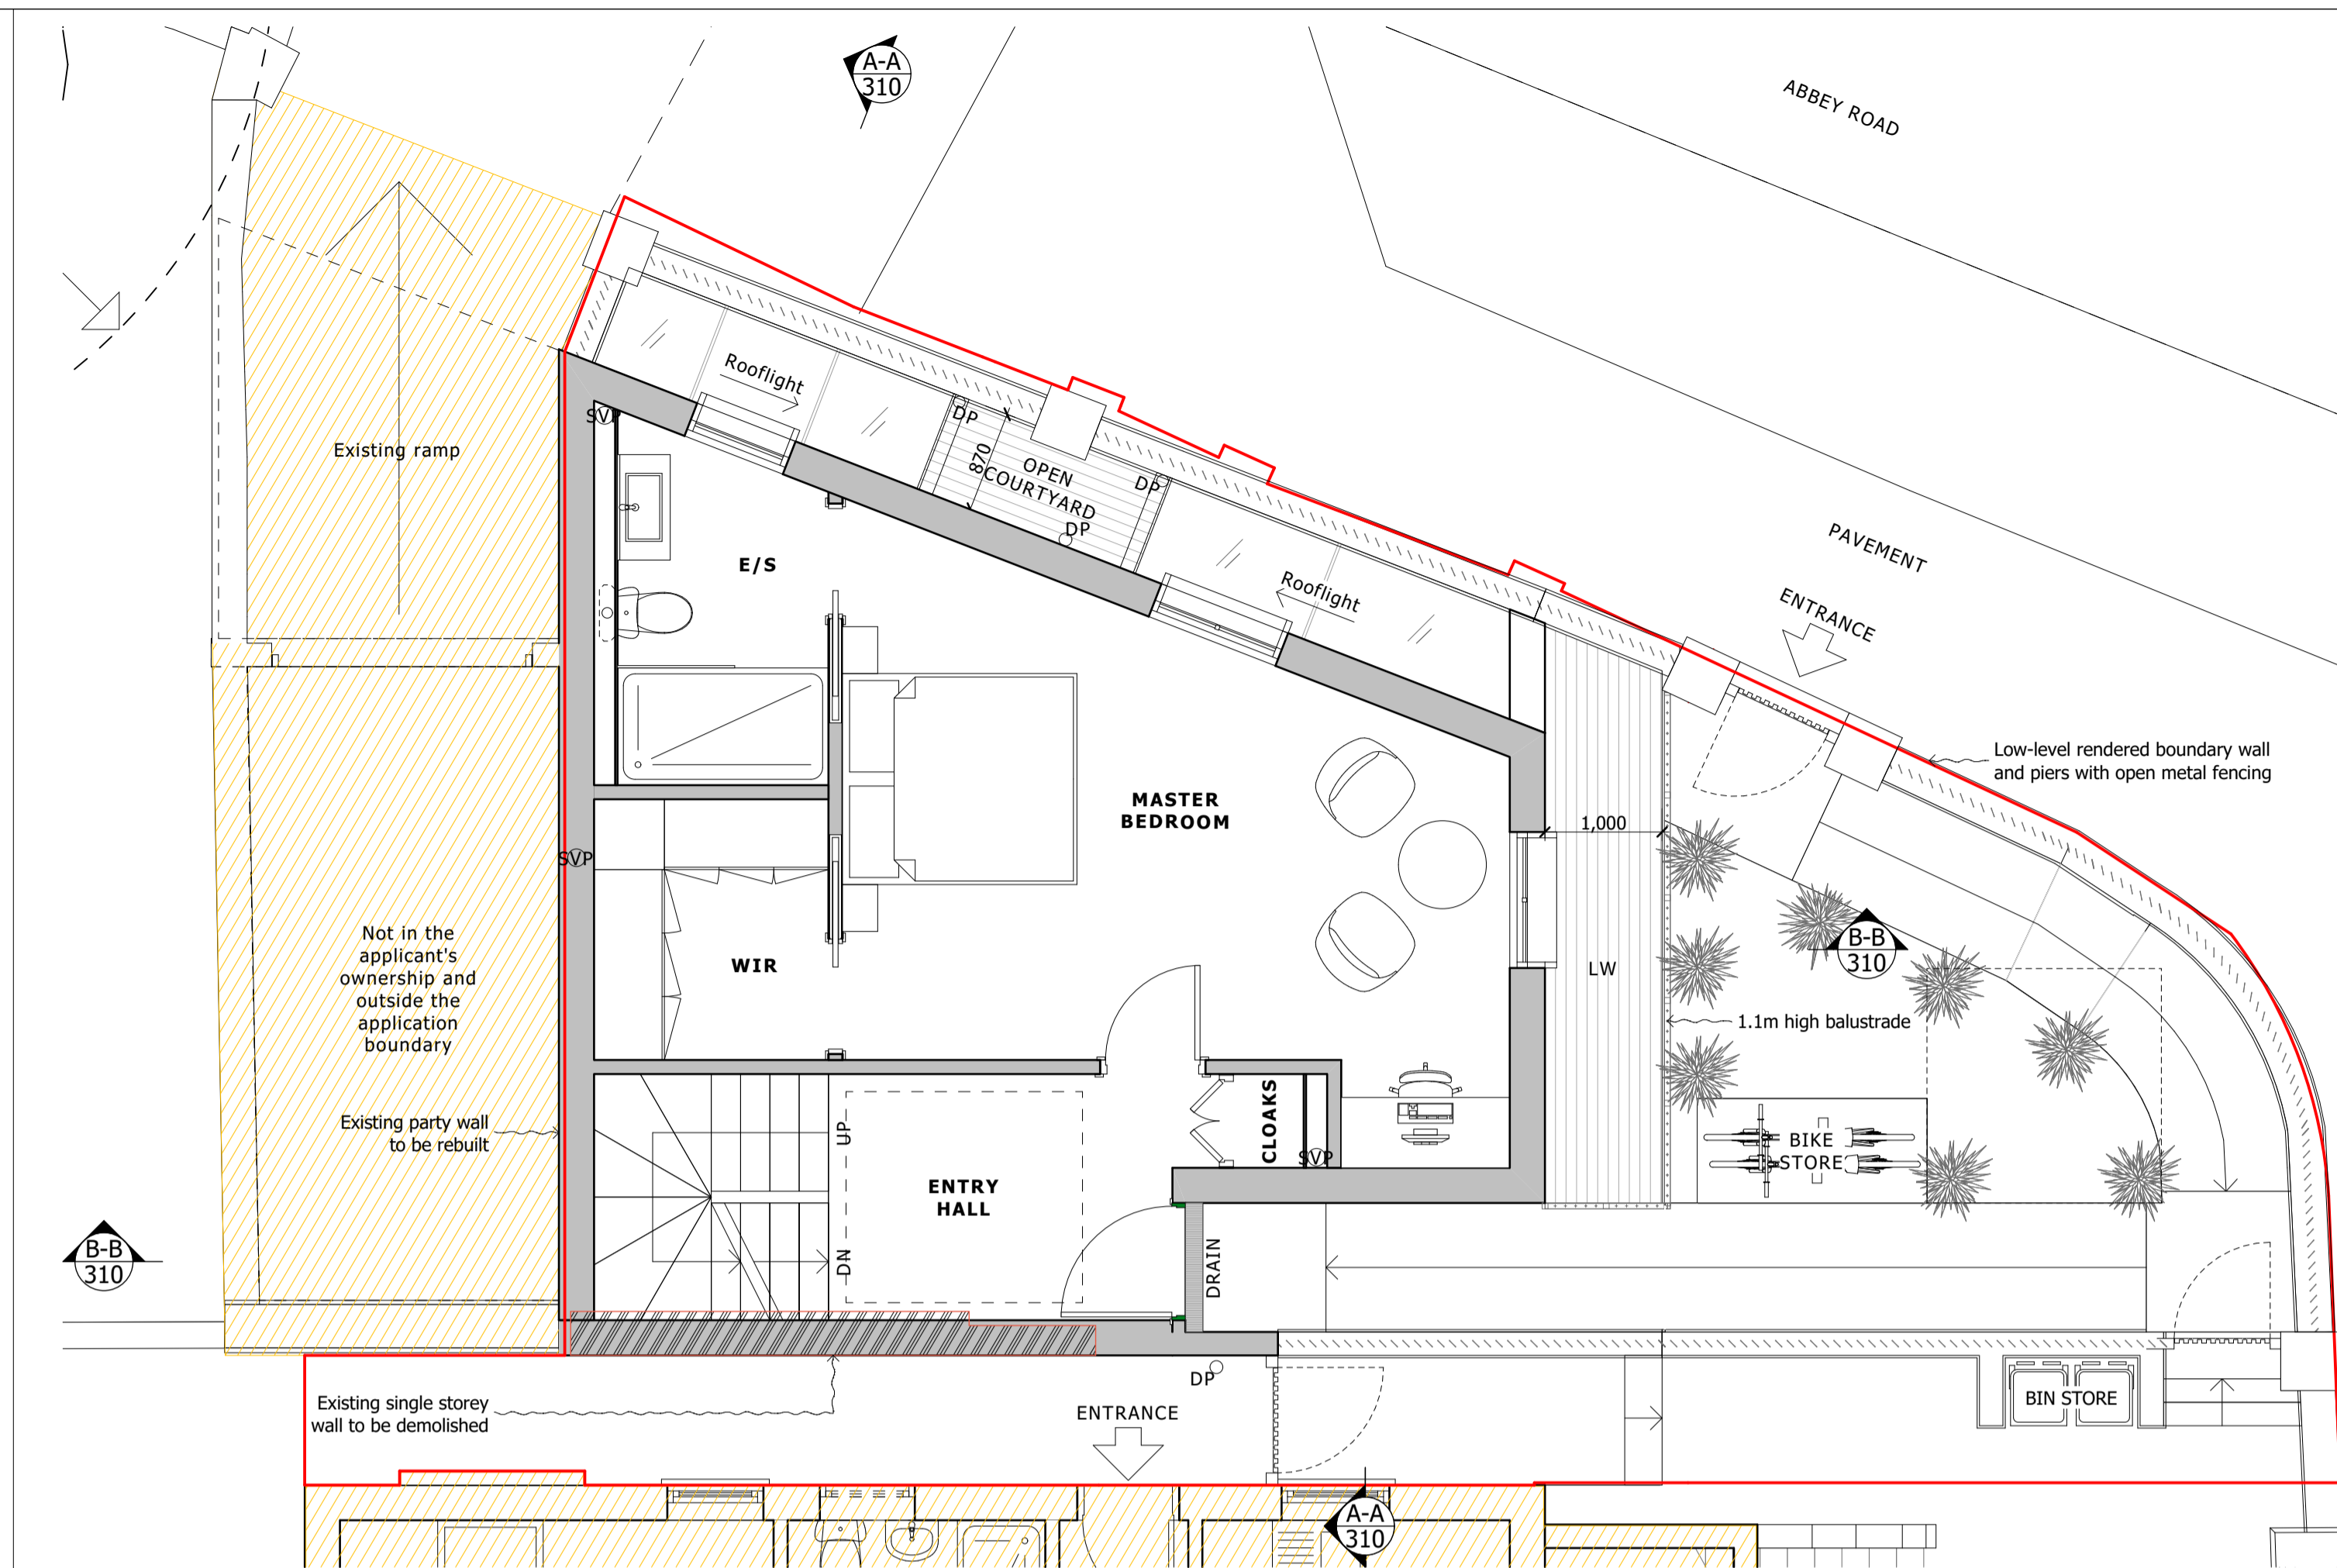 A-A
310
ABBEY ROAD
Rooflight
SVP
DP
Existing ramp
870
OPEN
COURTYARD
DP
DP
PAVEMENT
E/S
Rooflight
ENTRANCE
Low-level rendered boundary wall
and piers with open metal fencing
MASTER
BEDROOM
1,000
SVP
Not in the
applicant's
ownership and
outside the
application
boundary
WIR
B-B
310
LW
1.1m high balustrade
Existing party wall
to be rebuilt
UP
CLOAKS
SVP
BIKE
STORE
ENTRY
HALL
B-B
310
DN
DRAIN
DP
Existing single storey
wall to be demolished
ENTRANCE
BIN STORE
A-A
310